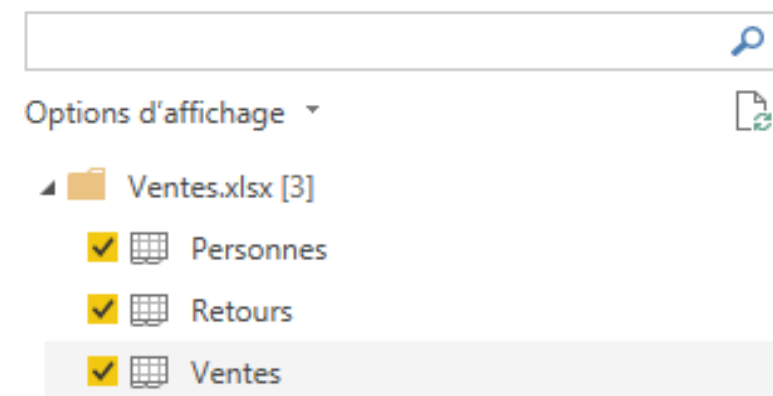 Options d'affichage
Ventes.xlsx [3]
Personnes
Retours
Ventes